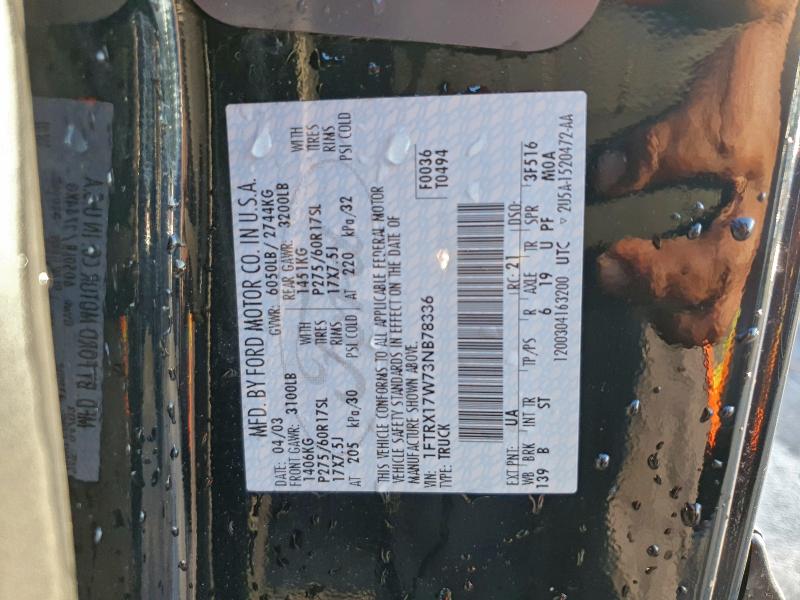 MFD. BY FORD MOTOR CO. IN U.S.A.
DATE: 04/03 GVWR: 6050LB/2744KG
FRONT GAWR: 3100LB REAR GAWR: 3200LB
1406KG WITH 1451KG WITH
P275/60R17SL TIRES P275/60R17SL TIRES
17X7.5J RIMS 17X7.5J RIMS
AT 205 kPa/30 PSI COLD AT 220 kPa/32 PSI COLD
THIS VEHICLE CONFORMS TO ALL APPLICABLE FEDERAL MOTOR
VEHICLE SAFETY STANDARDS IN EFFECT ON THE DATE OF
MANUFACTURE SHOWN ABOVE.
VIN: 1FTRX17W73NB78336
TYPE: TRUCK
F0036
T0494
EXT PNT: UA RC: 21 DSO:
WB BRK INT TR TP/PS R AXLE TR SPR 3F516
139 B ST 6 19 U PF MOA
1200304163200 UTC 2U5A-1520472-AA